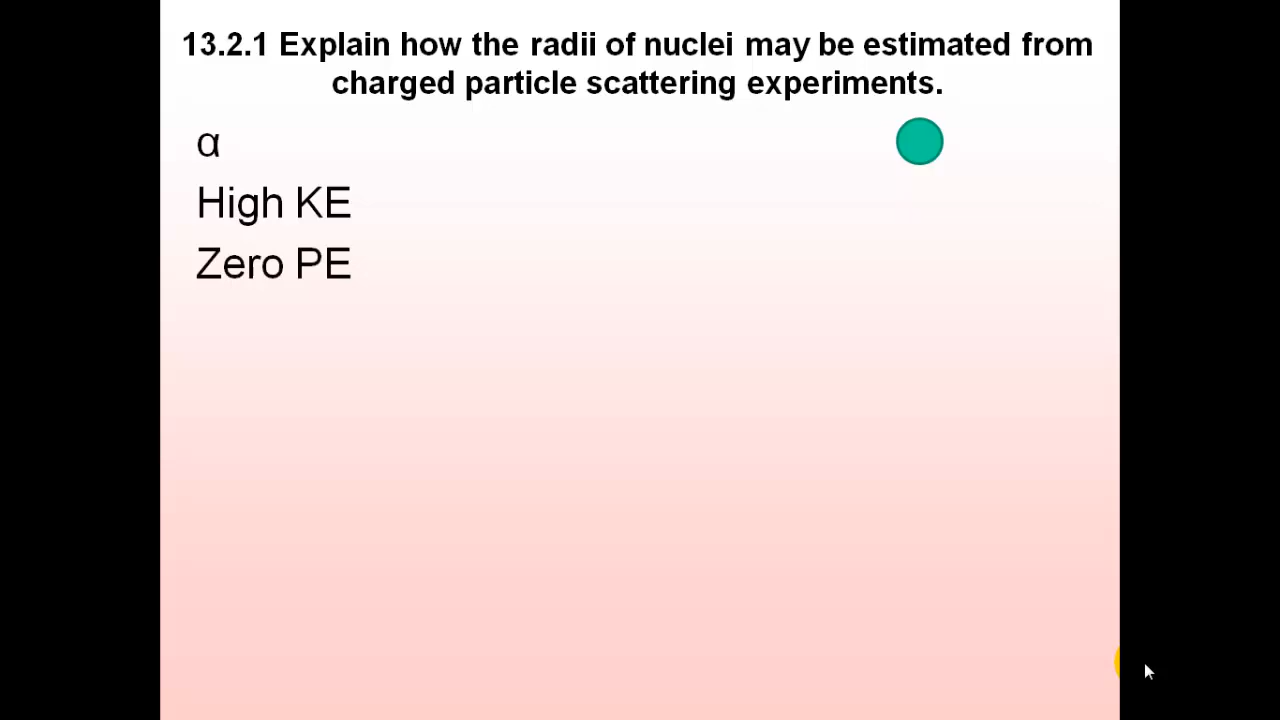 13.2.1 Explain how the radii of nuclei may be estimated from
charged particle scattering experiments.
α
High KE
Zero PE